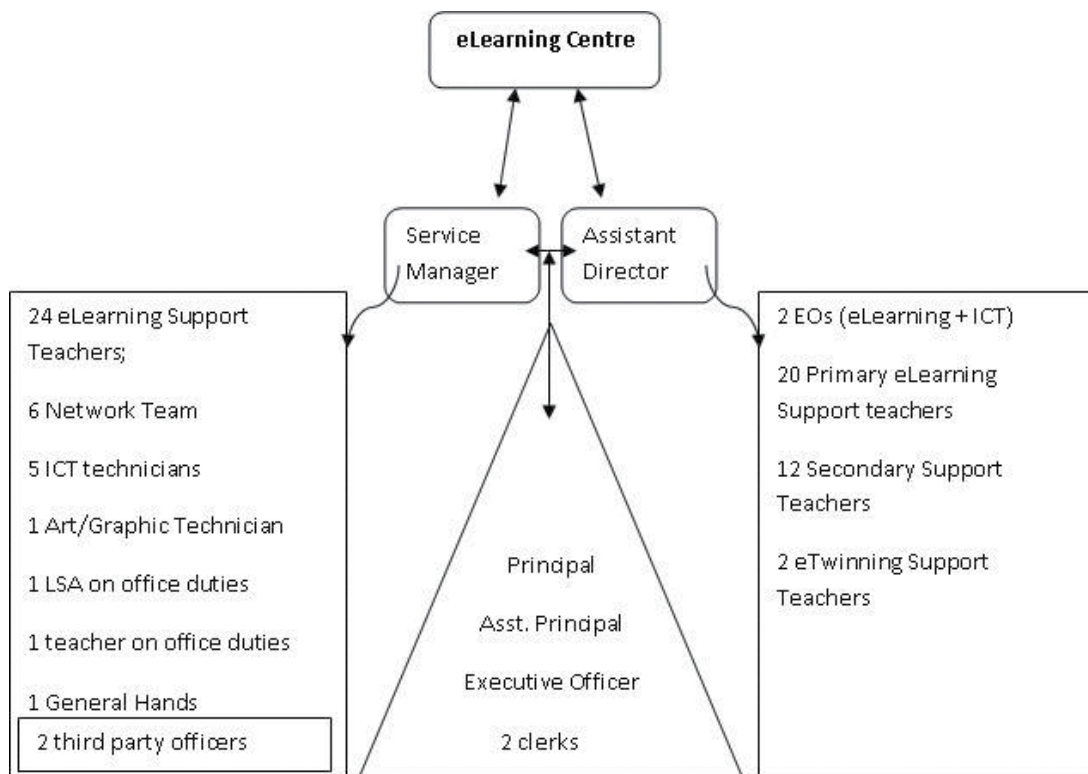 eLearning Centre
Service
Manager
Assistant
Director
24 eLearning Support
Teachers;
6 Network Team
5 ICT technicians
1 Art/Graphic Technician
1 LSA on office duties
1 teacher on office duties
1 General Hands
2 third party officers
Principal
Asst. Principal
Executive Officer
2 clerks
2 EOs (eLearning + ICT)
20 Primary eLearning
Support teachers
12 Secondary Support
Teachers
2 eTwinning Support
Teachers